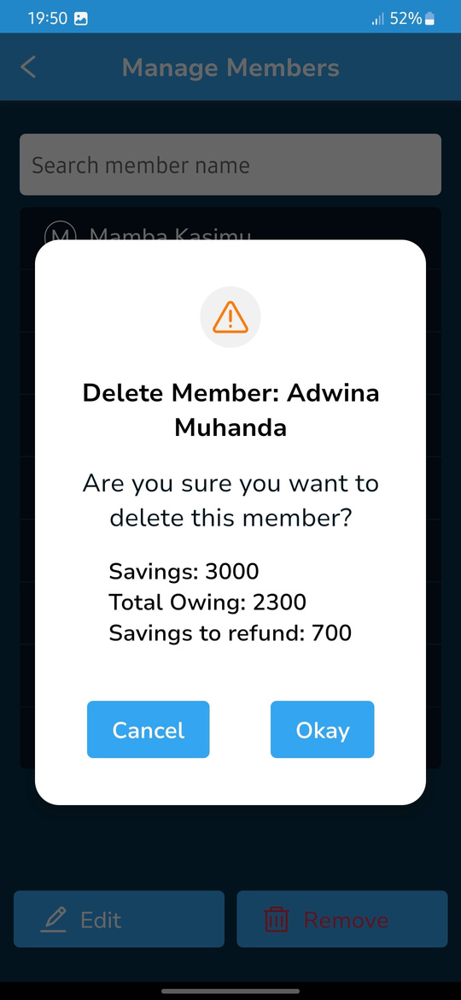 19:50
52%
Manage Members
Search member name
M Mamba Kasimu
Delete Member: Adwina
Muhanda
Are you sure you want to
delete this member?
Savings: 3000
Total Owing: 2300
Savings to refund: 700
Cancel
Okay
Edit
Remove